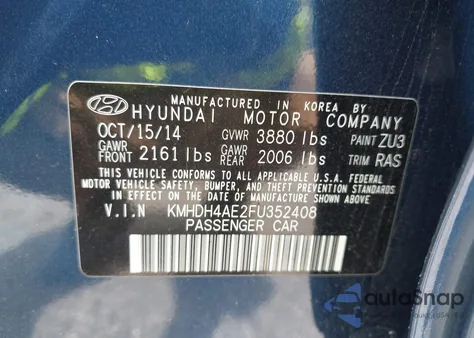 MANUFACTURED IN KOREA BY
HYUNDAI MOTOR COMPANY
OCT/15/14 GVWR 3880 lbs PAINT ZU3
GAWR FRONT 2161 lbs GAWR REAR 2006 lbs TRIM RAS
THIS VEHICLE CONFORMS TO ALL APPLICABLE U.S.A. FEDERAL
MOTOR VEHICLE SAFETY, BUMPER, AND THEFT PREVENTION STANDARDS
IN EFFECT ON THE DATE OF MANUFACTURE SHOWN ABOVE.
V.I.N KMHDH4AE2FU352408
PASSENGER CAR
autoSnap